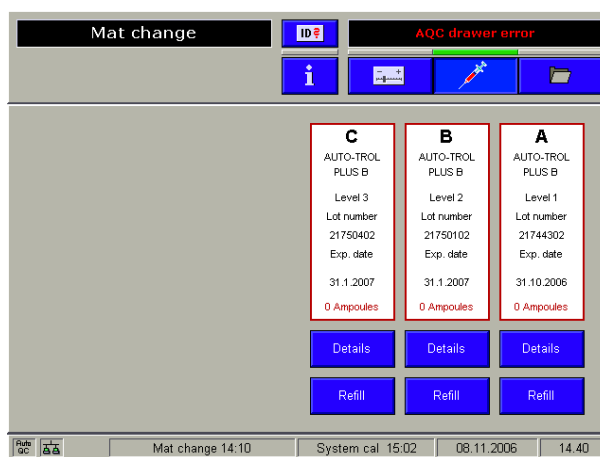 Mat change
ID
AQC drawer error
i
- +
C
AUTO-TROL
PLUS B
Level 3
Lot number
21750402
Exp. date
31.1.2007
0 Ampoules
Details
Refill
B
AUTO-TROL
PLUS B
Level 2
Lot number
21750102
Exp. date
31.1.2007
0 Ampoules
Details
Refill
A
AUTO-TROL
PLUS B
Level 1
Lot number
21744302
Exp. date
31.10.2006
0 Ampoules
Details
Refill
Auto
QC
Mat change 14:10
System cal 15:02
08.11.2006
14.40